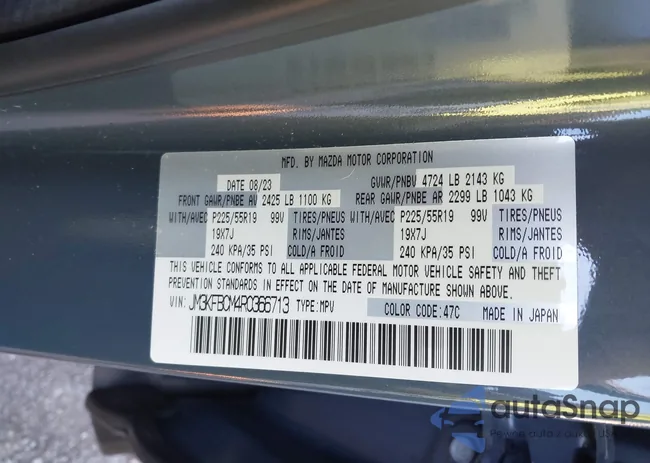 MFD. BY MAZDA MOTOR CORPORATION
DATE 08/23 GVWR/PNBV 4724 LB 2143 KG
FRONT GAWR/PNBE AV 2425 LB 1100 KG REAR GAWR/PNBE AR 2299 LB 1043 KG
WITH/AVEC P225/55R19 99V TIRES/PNEUS WITH/AVEC P225/55R19 99V TIRES/PNEUS
19X7J RIMS/JANTES 19X7J RIMS/JANTES
240 KPA/35 PSI COLD/A FROID 240 KPA/35 PSI COLD/A FROID
THIS VEHICLE CONFORMS TO ALL APPLICABLE FEDERAL MOTOR VEHICLE SAFETY AND THEFT
PREVENTION STANDARDS IN EFFECT ON THE DATE OF MANUFACTURE SHOWN ABOVE.
VIN: JM3KFBCM4R0366713 TYPE: MPV COLOR CODE: 47C MADE IN JAPAN
autoSnap